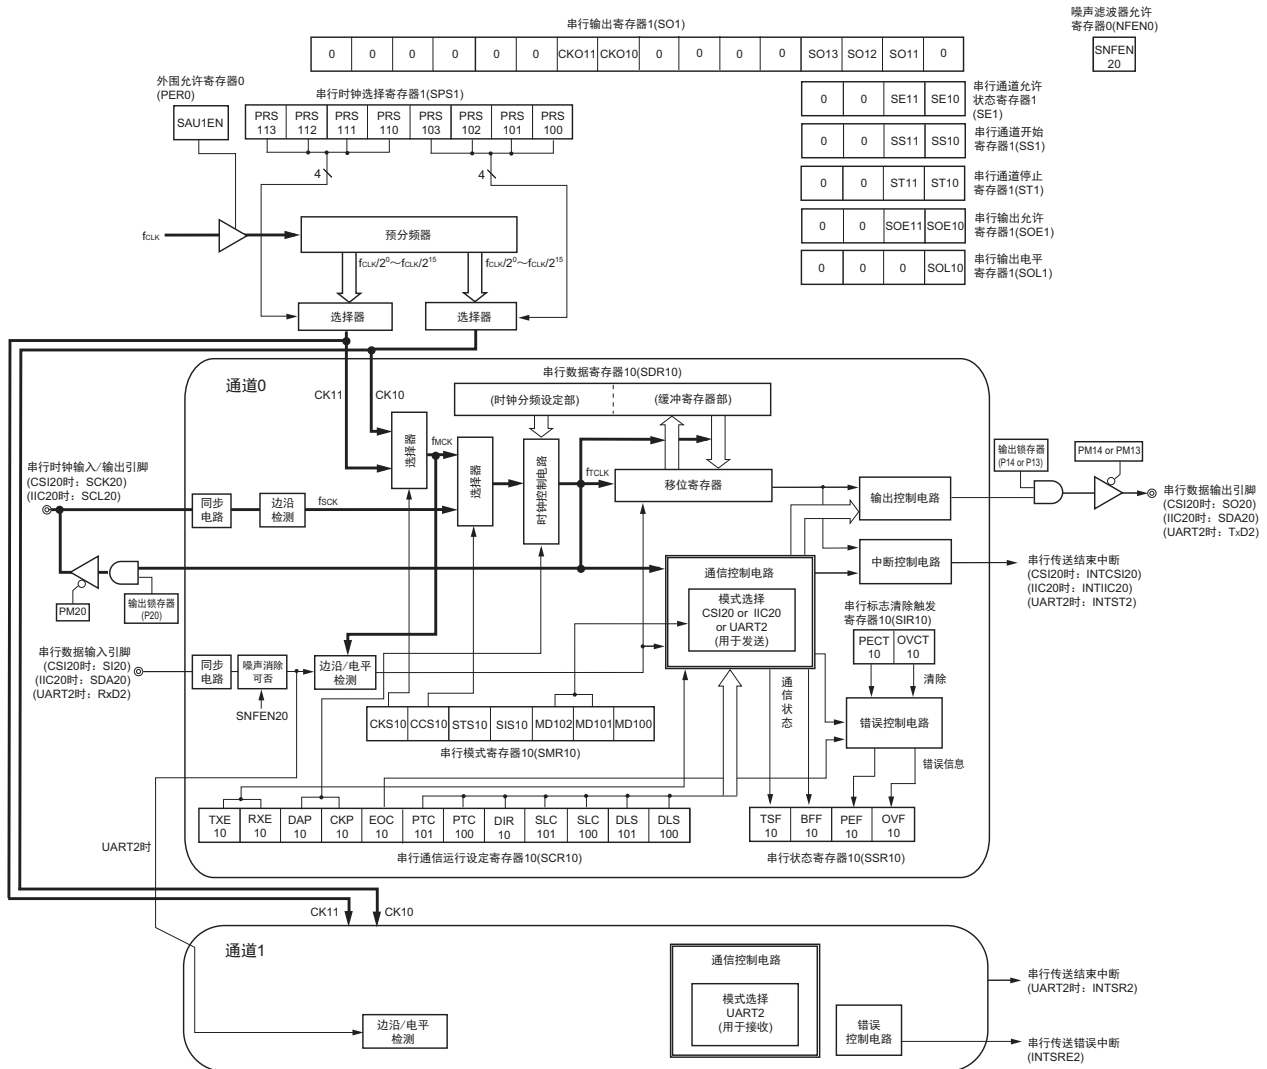 串行输出寄存器1(SO1)
0 0 0 0 0 0 CKO11 CKO10 0 0 0 0 SO13 SO12 SO11 0
噪声滤波器允许
寄存器0(NFEN0)
SNFEN
20
外围允许寄存器0
(PER0)
SAU1EN
串行时钟选择寄存器1(SPS1)
PRS PRS PRS PRS PRS PRS PRS PRS
113 112 111 110 103 102 101 100
4
4
0 0 SE11 SE10
串行通道允许
状态寄存器1
(SE1)
0 0 SS11 SS10
串行通道开始
寄存器1(SS1)
0 0 ST11 ST10
串行通道停止
寄存器1(ST1)
0 0 SOE11 SOE10
串行输出允许
寄存器1(SOE1)
0 0 0 SOL10
串行输出电平
寄存器1(SOL1)
fCLK
预分频器
fCLK/2⁰～fCLK/2¹⁵
fCLK/2⁰～fCLK/2¹⁵
选择器
选择器
通道0
CK11
CK10
串行数据寄存器10(SDR10)
(时钟分频设定部)
(缓冲寄存器部)
选择器
fMCK
选择器
时钟控制电路
fTCLK
移位寄存器
串行时钟输入/输出引脚
(CSI20时：SCK20)
(IIC20时：SCL20)
同步
电路
边沿
检测
fSCK
输出控制电路
输出锁存器
(P14 or P13)
PM14 or PM13
串行数据输出引脚
(CSI20时：SO20)
(IIC20时：SDA20)
(UART2时：TxD2)
中断控制电路
串行传送结束中断
(CSI20时：INTCSI20)
(IIC20时：INTIIC20)
(UART2时：INTST2)
通信控制电路
模式选择
CSI20 or IIC20
or UART2
(用于发送)
PM20
输出锁存器
(P20)
串行标志清除触发
寄存器10(SIR10)
PECT OVCT
10 10
清除
串行数据输入引脚
(CSI20时：SI20)
(IIC20时：SDA20)
(UART2时：RxD2)
同步
电路
噪声消除
可否
SNFEN20
边沿/电平
检测
通信状态
错误控制电路
错误信息
CKS10 CCS10 STS10 SIS10 MD102 MD101 MD100
串行模式寄存器10(SMR10)
TXE RXE DAP CKP EOC PTC PTC DIR SLC SLC DLS DLS
10 10 10 10 10 101 100 10 101 100 101 100
串行通信运行设定寄存器10(SCR10)
TSF BFF PEF OVF
10 10 10 10
串行状态寄存器10(SSR10)
UART2时
CK11
CK10
通道1
通信控制电路
模式选择
UART2
(用于接收)
边沿/电平
检测
错误
控制电路
串行传送结束中断
(UART2时：INTSR2)
串行传送错误中断
(INTSRE2)